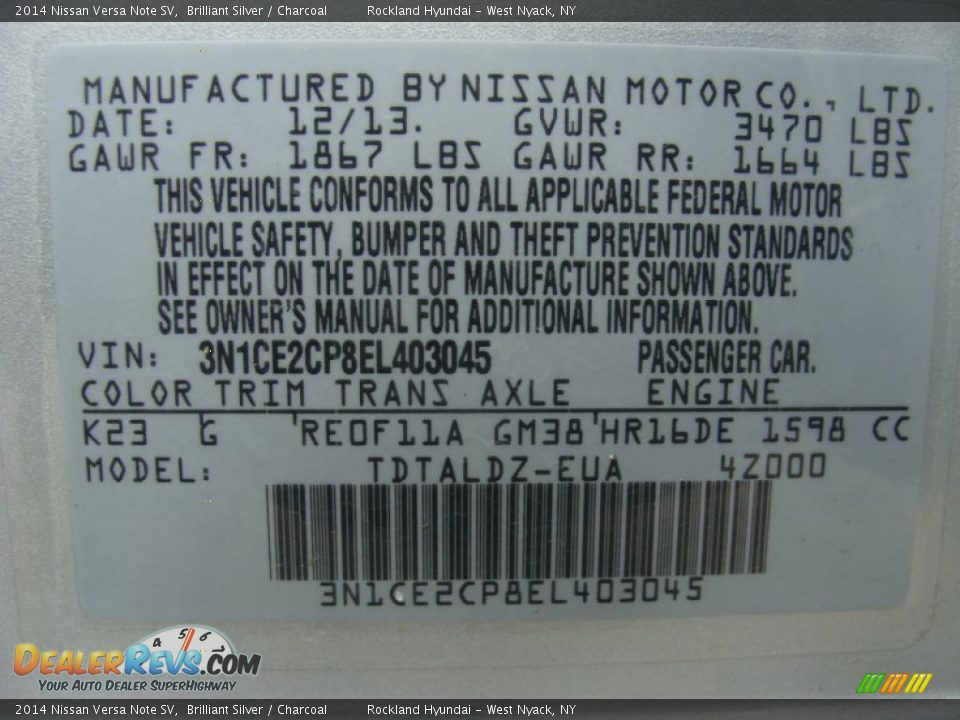 2014 Nissan Versa Note SV, Brilliant Silver / Charcoal Rockland Hyundai - West Nyack, NY
MANUFACTURED BY NISSAN MOTOR CO., LTD.
DATE: 12/13. GVWR: 3470 LBS
GAWR FR: 1867 LBS GAWR RR: 1664 LBS
THIS VEHICLE CONFORMS TO ALL APPLICABLE FEDERAL MOTOR
VEHICLE SAFETY, BUMPER AND THEFT PREVENTION STANDARDS
IN EFFECT ON THE DATE OF MANUFACTURE SHOWN ABOVE.
SEE OWNER'S MANUAL FOR ADDITIONAL INFORMATION.
VIN: 3N1CE2CP8EL403045 PASSENGER CAR.
COLOR TRIM TRANS AXLE ENGINE
K23 G RE0F11A GM38 HR16DE 1598 CC
MODEL: TDTALDZ-EUA 4Z000
3N1CE2CP8EL403045
4 5 6 7
DEALERREVS.COM
YOUR AUTO DEALER SUPERHIGHWAY
2014 Nissan Versa Note SV, Brilliant Silver / Charcoal Rockland Hyundai - West Nyack, NY